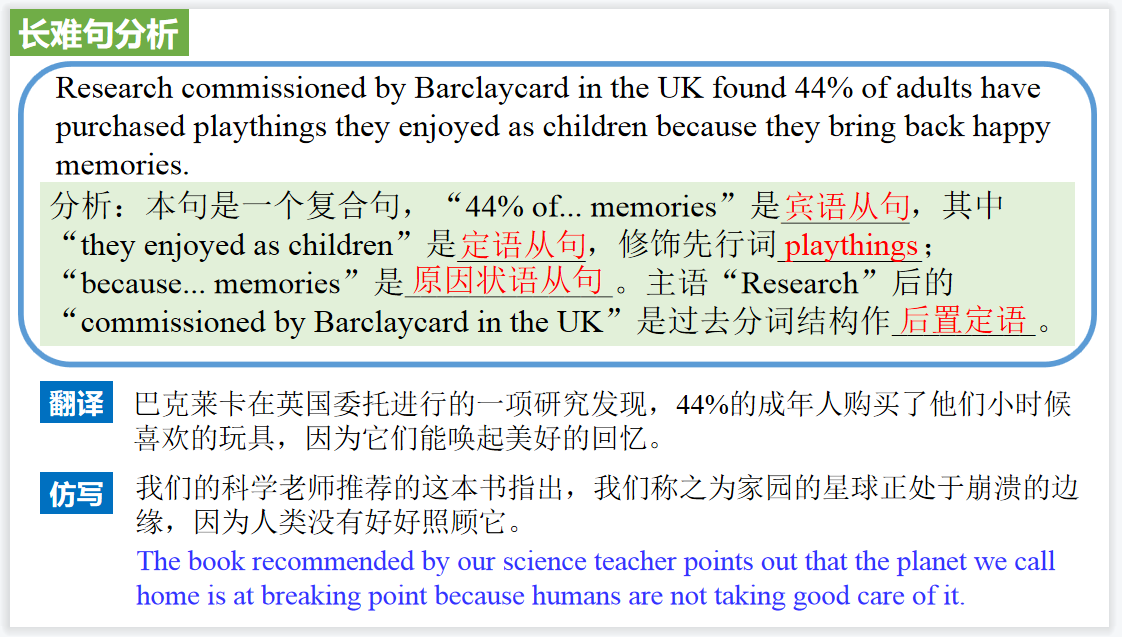 长难句分析
Research commissioned by Barclaycard in the UK found 44% of adults have
purchased playthings they enjoyed as children because they bring back happy
memories.
分析：本句是一个复合句，“44% of... memories”是宾语从句，其中
“they enjoyed as children”是定语从句，修饰先行词playthings；
“because... memories”是原因状语从句。主语“Research”后的
“commissioned by Barclaycard in the UK”是过去分词结构作后置定语。
翻译
巴克莱卡在英国委托进行的一项研究发现，44%的成年人购买了他们小时候
喜欢的玩具，因为它们能唤起美好的回忆。
仿写
我们的科学老师推荐的这本书指出，我们称之为家园的星球正处于崩溃的边
缘，因为人类没有好好照顾它。
The book recommended by our science teacher points out that the planet we call
home is at breaking point because humans are not taking good care of it.